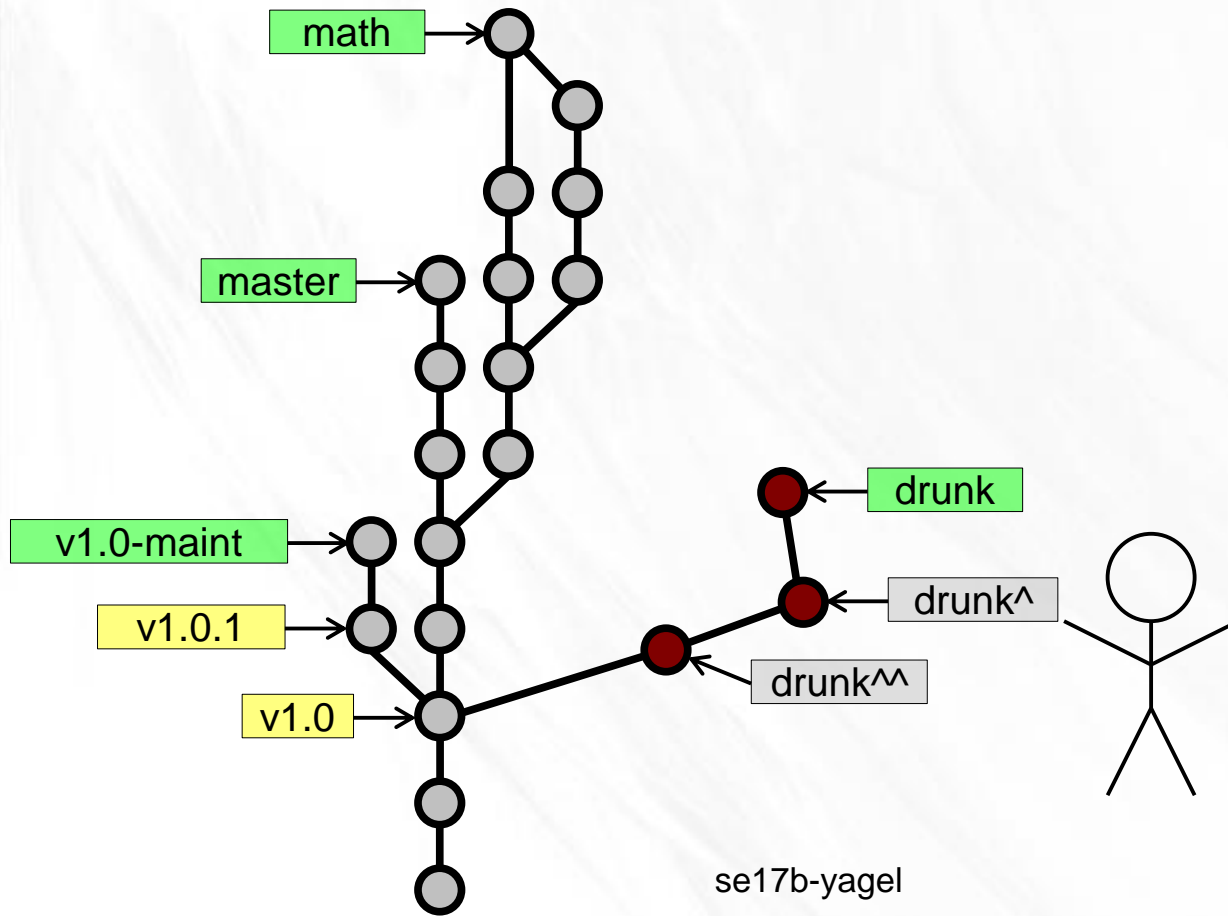 math
master
drunk
v1.0-maint
drunk^
v1.0.1
drunk^^
v1.0
se17b-yagel